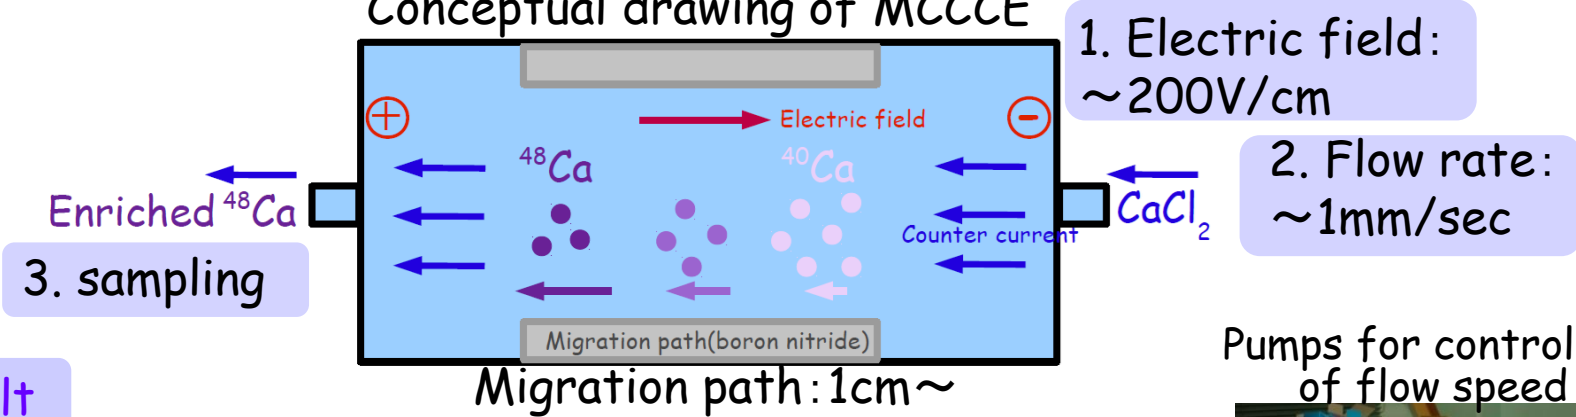 Conceptual drawing of MCCCE
1. Electric field:
～200V/cm
⊕
Electric field
⊖
⁴⁸Ca
⁴⁰Ca
2. Flow rate:
～1mm/sec
Enriched ⁴⁸Ca
CaCl₂
Counter current
3. sampling
Migration path(boron nitride)
Migration path:1cm～
Pumps for control
of flow speed
lt